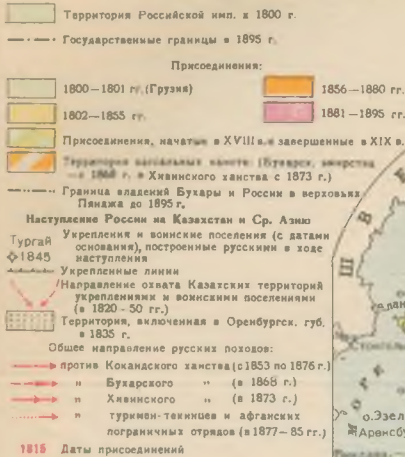 Территория Российской имп. к 1800 г.
Государственные границы в 1895 г.
Присоединения:
1800–1801 гг. (Грузия)
1856–1880 гг.
1802–1855 гг.
1881–1895 гг.
Присоединения, начатые в XVIII в. и завершенные в XIX в.
Территория вассальных ханств (Бухарск. эмирства
с 1868 г. и Хивинского ханства с 1873 г.)
Граница владений Бухары и России в верховьях
Пянджа до 1895 г.
Наступление России на Казахстан и Ср. Азию
Тургай
1845
Укрепления и воинские поселения (с датами
основания), построенные русскими в ходе
наступления
Укрепленные линии
Направление охвата Казахских территорий
укреплениями и воинскими поселениями
(в 1820 - 50 гг.)
Территория, включенная в Оренбургск. губ.
в 1835 г.
Общее направление русских походов:
против Кокандского ханства (с 1853 по 1876 г.)
" Бухарского " (в 1868 г.)
" Хивинского " (в 1873 г.)
" туркмен-текинцев и афганских
пограничных отрядов (в 1877–85 гг.)
1815 Даты присоединений
Ш В Е
М о р е
о. Эзел
Аренсбу